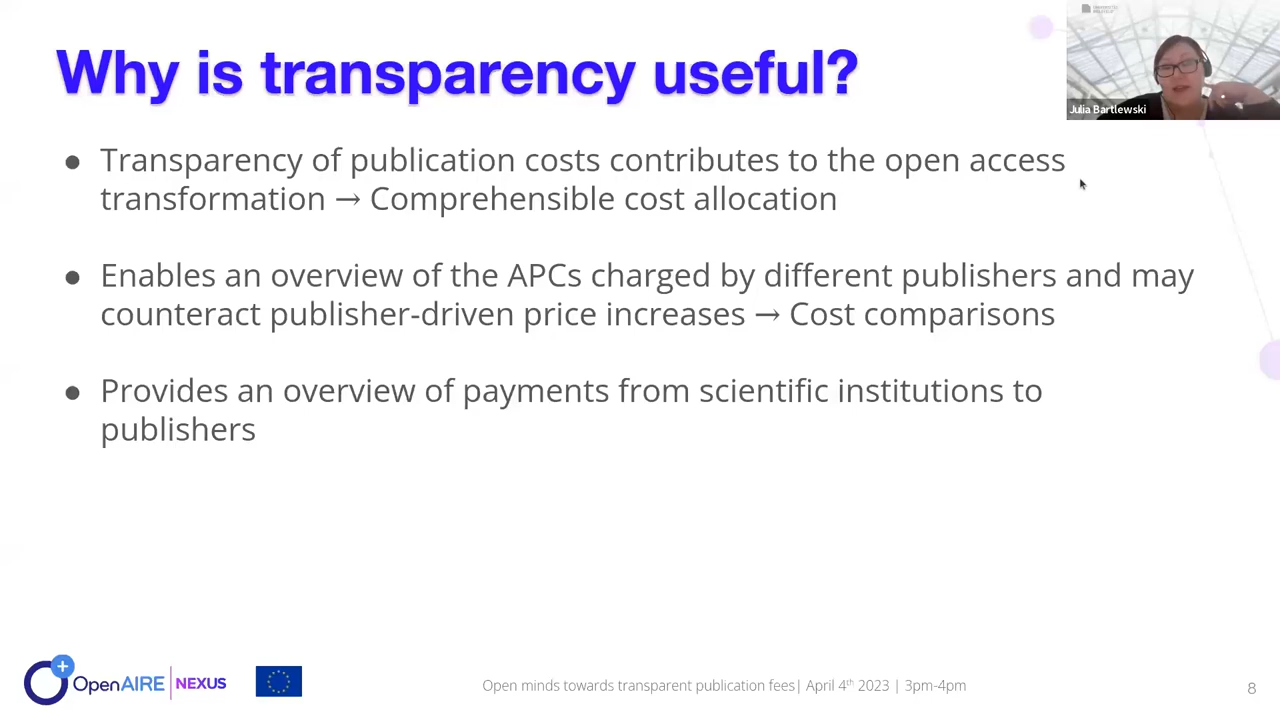 Why is transparency useful?
Julia Bartlewski
● Transparency of publication costs contributes to the open access
transformation → Comprehensible cost allocation
● Enables an overview of the APCs charged by different publishers and may
counteract publisher-driven price increases → Cost comparisons
● Provides an overview of payments from scientific institutions to
publishers
OpenAIRE | NEXUS
Open minds towards transparent publication fees| April 4th 2023 | 3pm-4pm
8